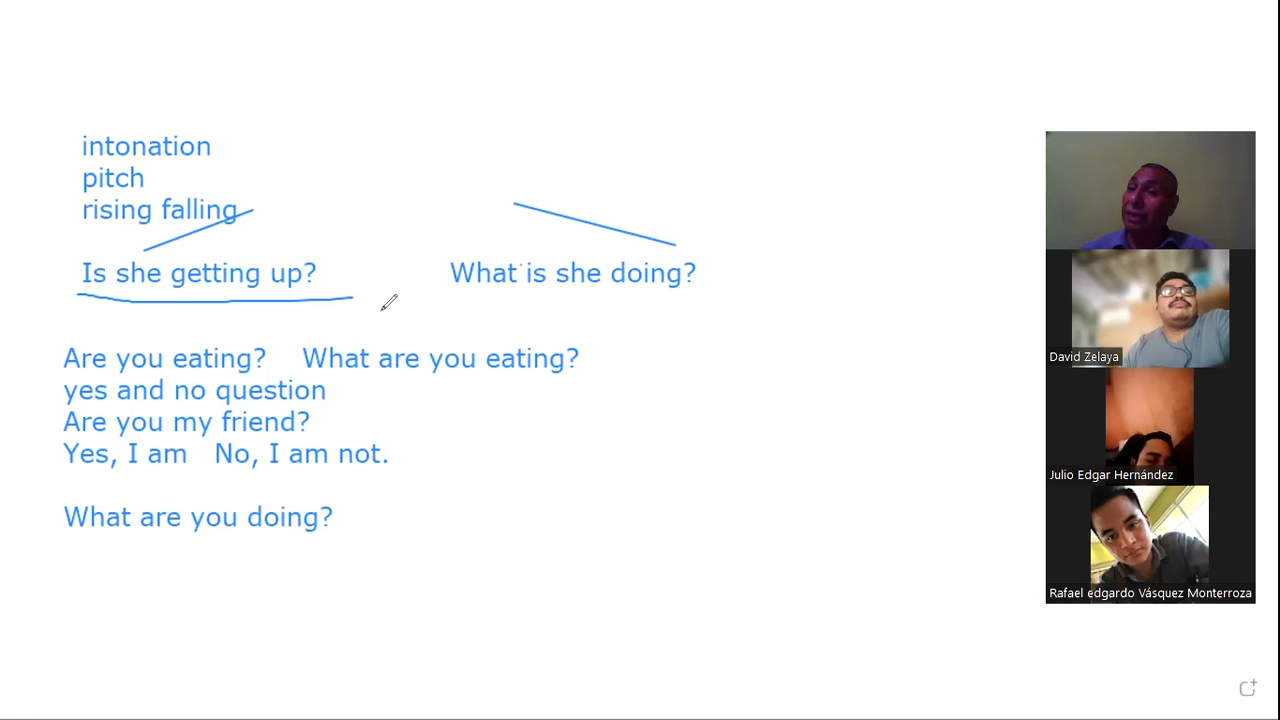 intonation
pitch
rising falling
Is she getting up? What is she doing?
Are you eating? What are you eating?
yes and no question
Are you my friend?
Yes, I am No, I am not.
What are you doing?
David Zelaya
Julio Edgar Hernández
Rafael edgardo Vásquez Monterroza